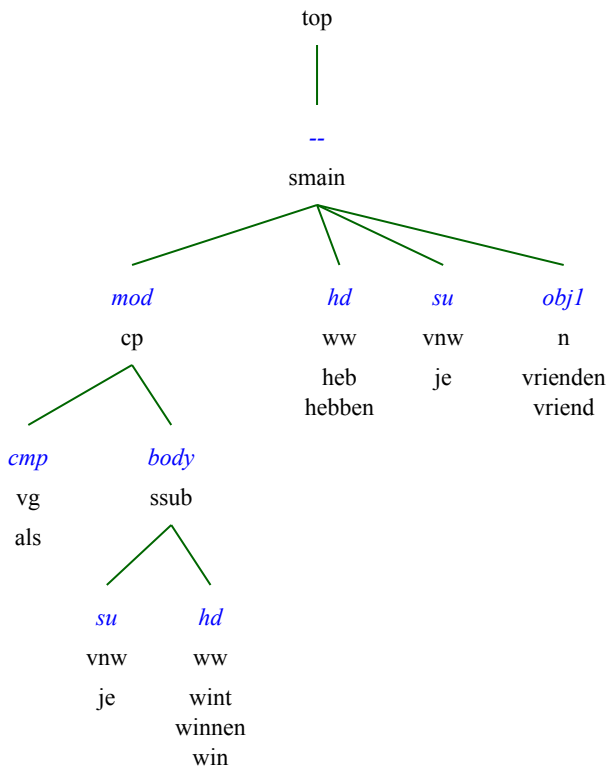 top
--
smain
mod hd su obj1
cp ww vnw n
heb je vrienden
hebben vriend
cmp body
vg ssub
als
su hd
vnw ww
je wint
winnen
win